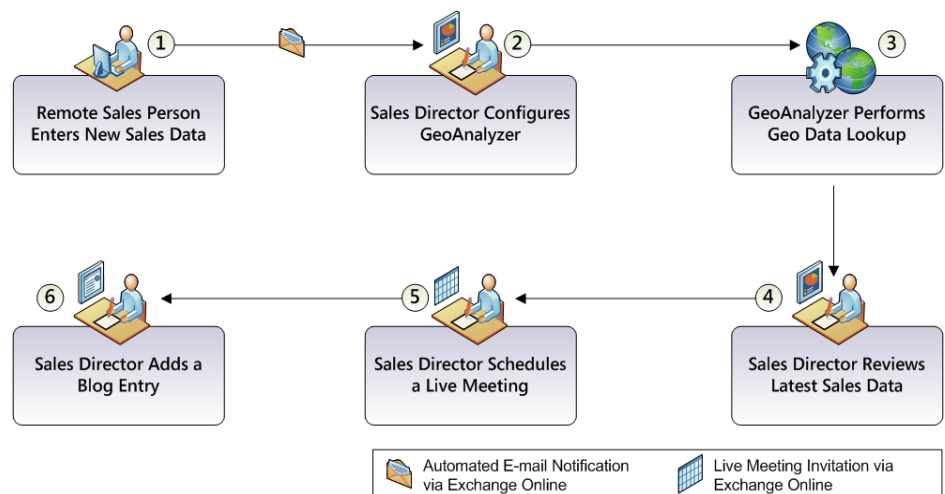 1
Remote Sales Person
Enters New Sales Data
2
Sales Director Configures
GeoAnalyzer
3
GeoAnalyzer Performs
Geo Data Lookup
4
Sales Director Reviews
Latest Sales Data
5
Sales Director Schedules
a Live Meeting
6
Sales Director Adds a
Blog Entry
Automated E-mail Notification
via Exchange Online
Live Meeting Invitation via
Exchange Online